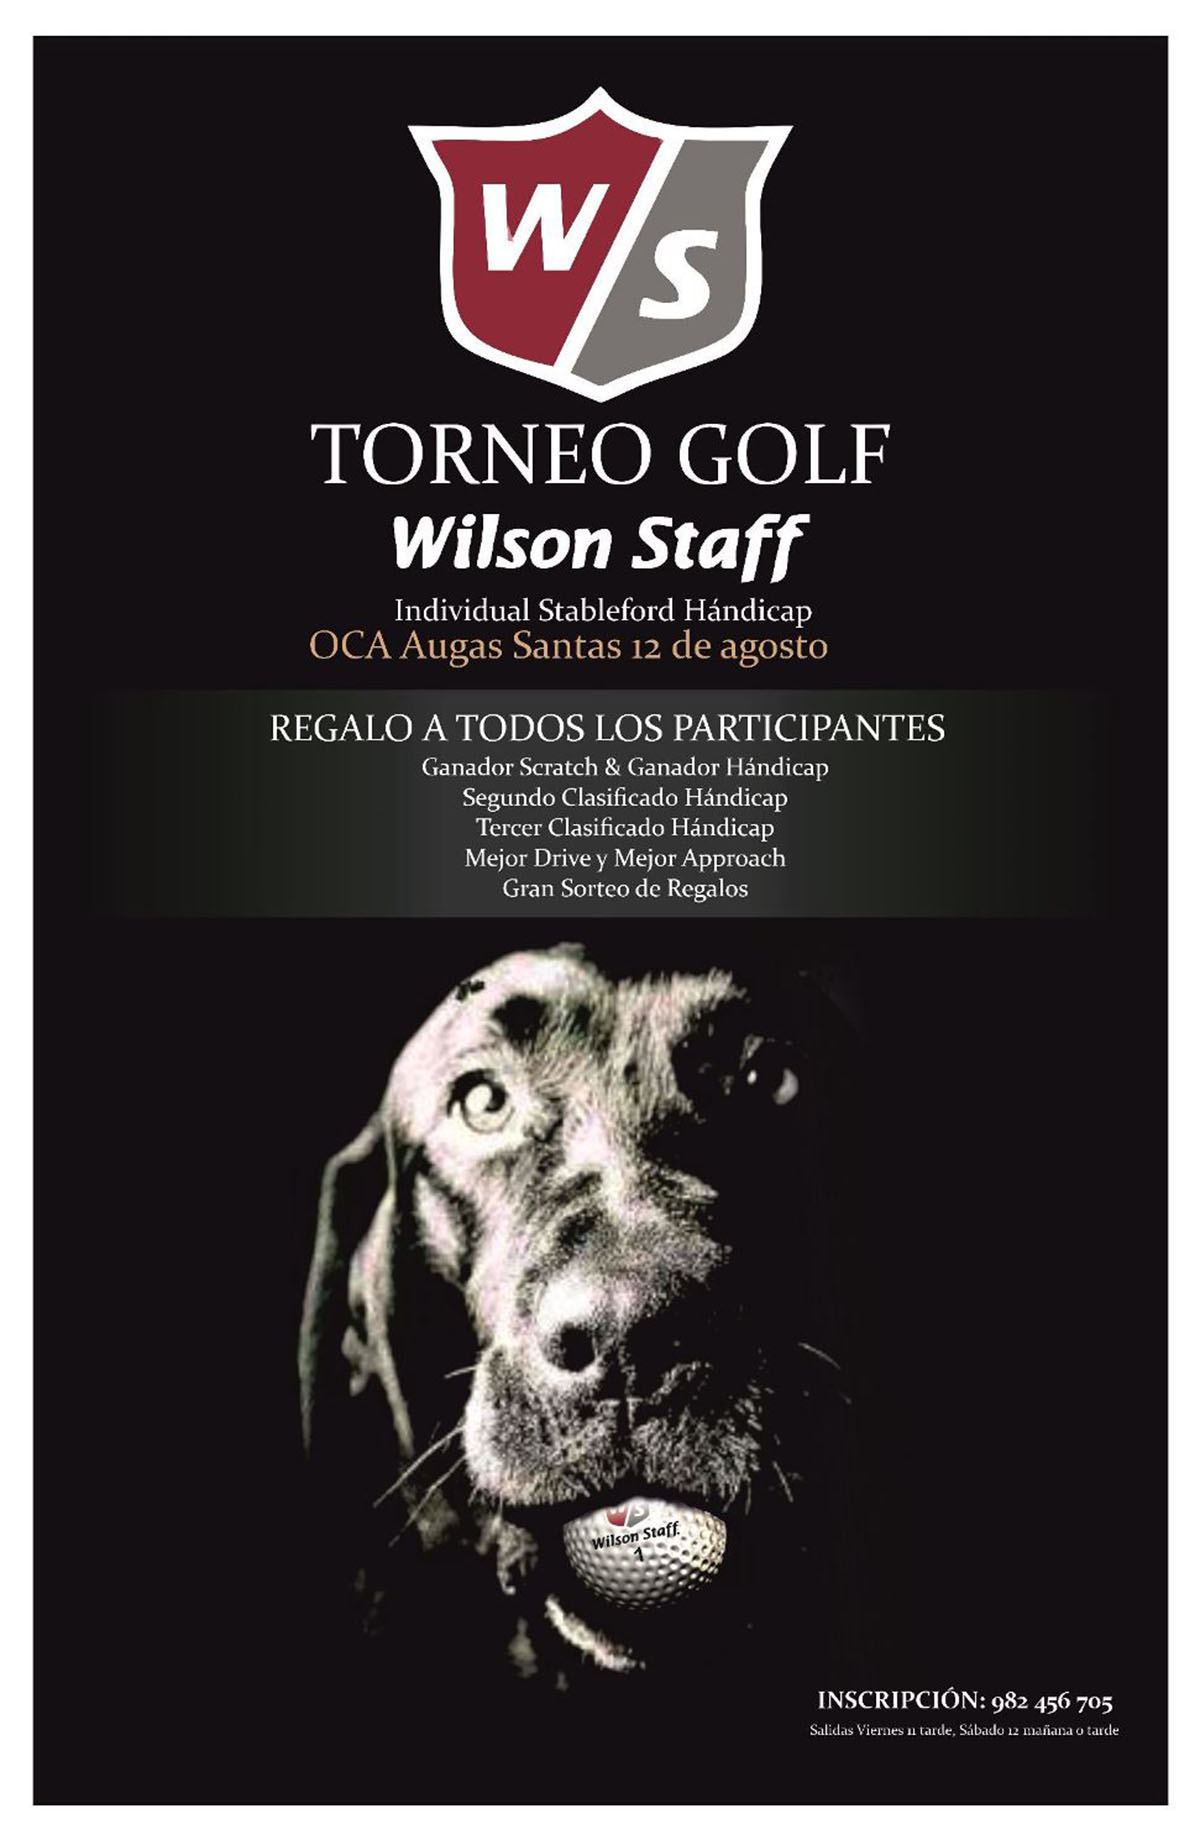 W/S
TORNEO GOLF
Wilson Staff
Individual Stableford Hándicap
OCA Augas Santas 12 de agosto
REGALO A TODOS LOS PARTICIPANTES
Ganador Scratch & Ganador Hándicap
Segundo Clasificado Hándicap
Tercer Clasificado Hándicap
Mejor Drive y Mejor Approach
Gran Sorteo de Regalos
W/S
Wilson Staff.
1
INSCRIPCIÓN: 982 456 705
Salidas Viernes 11 tarde, Sábado 12 mañana o tarde